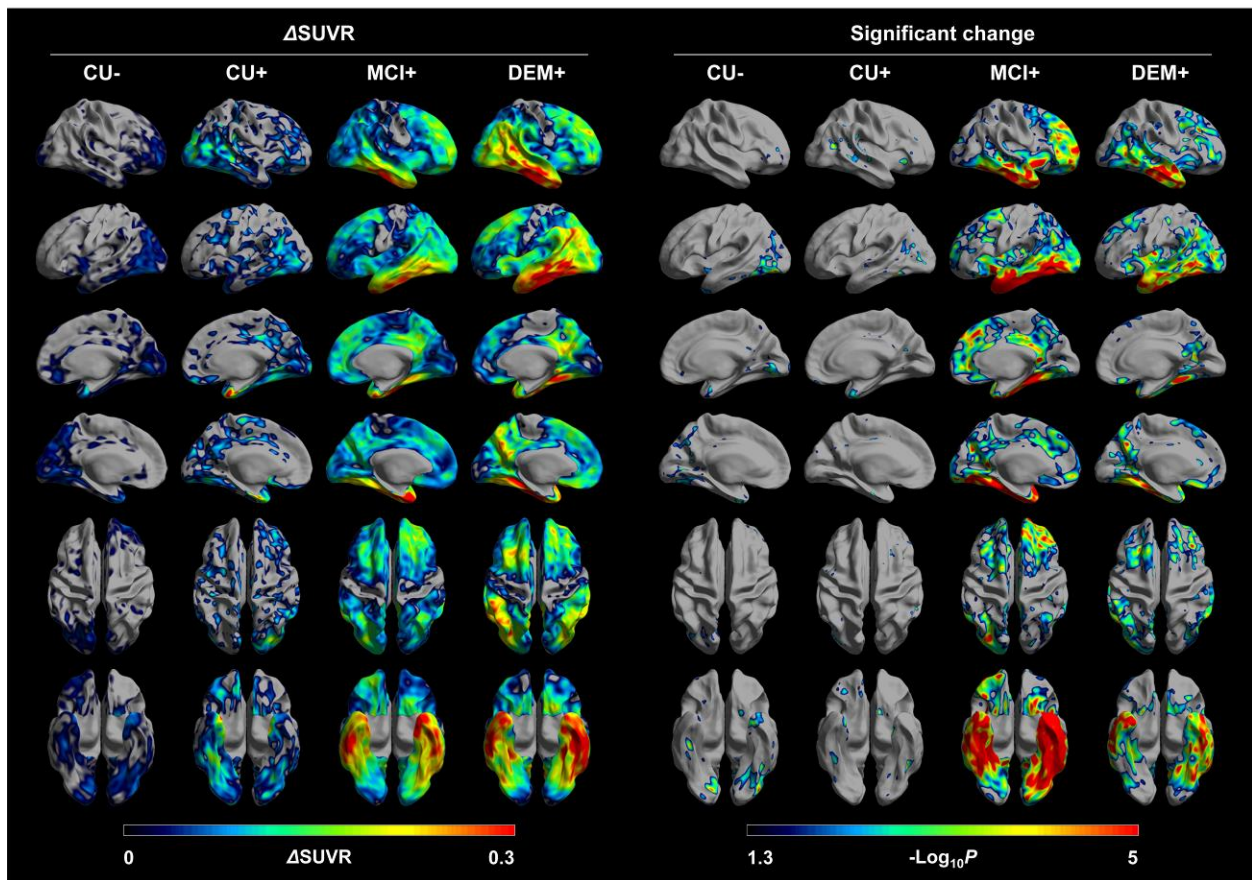 ΔSUVR Significant change
CU- CU+ MCI+ DEM+ CU- CU+ MCI+ DEM+
0 ΔSUVR 0.3 1.3 -Log₁₀P 5